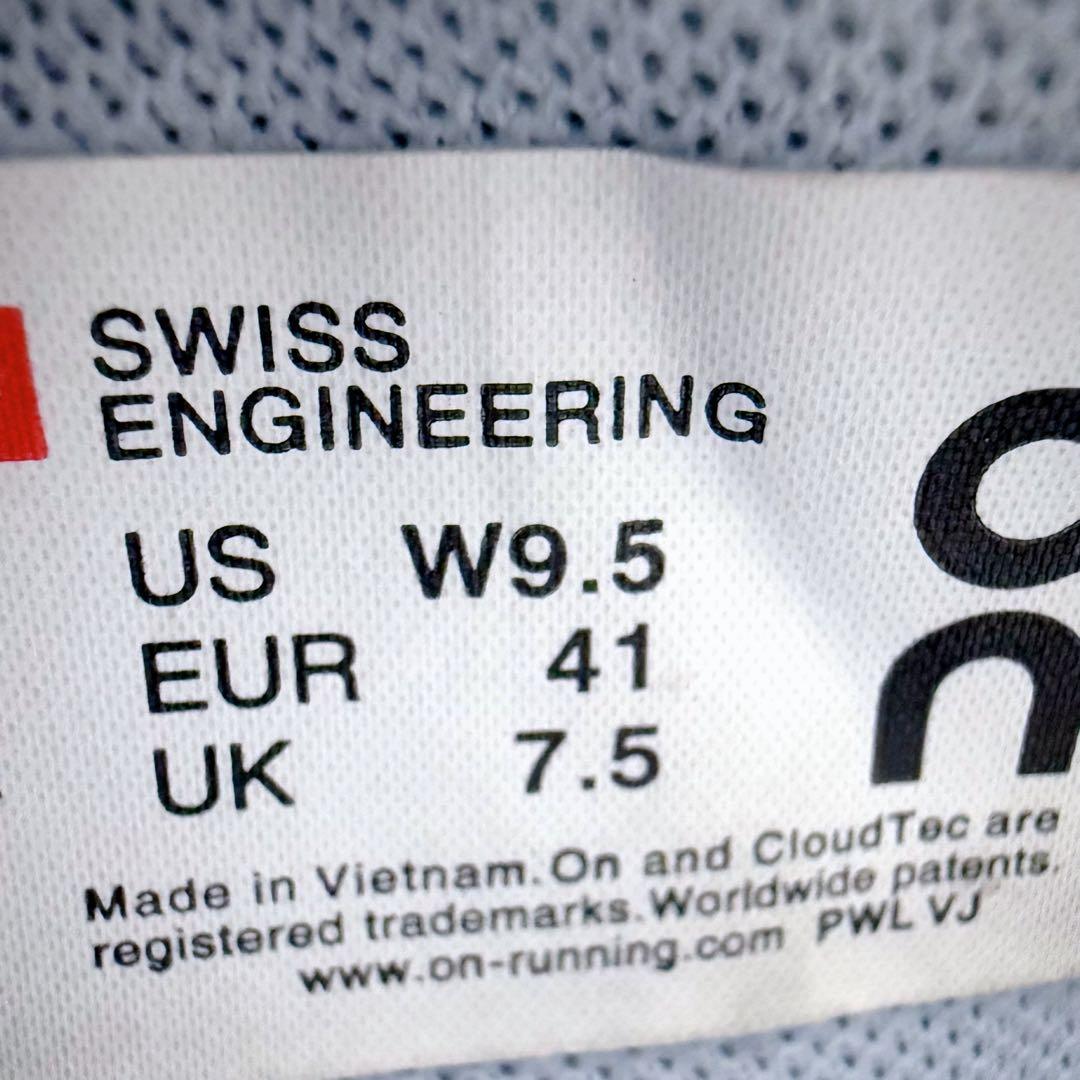 SWISS
ENGINEERING
on
US W9.5
EUR 41
UK 7.5
Made in Vietnam. On and CloudTec are
registered trademarks. Worldwide patents.
www.on-running.com PWL VJ